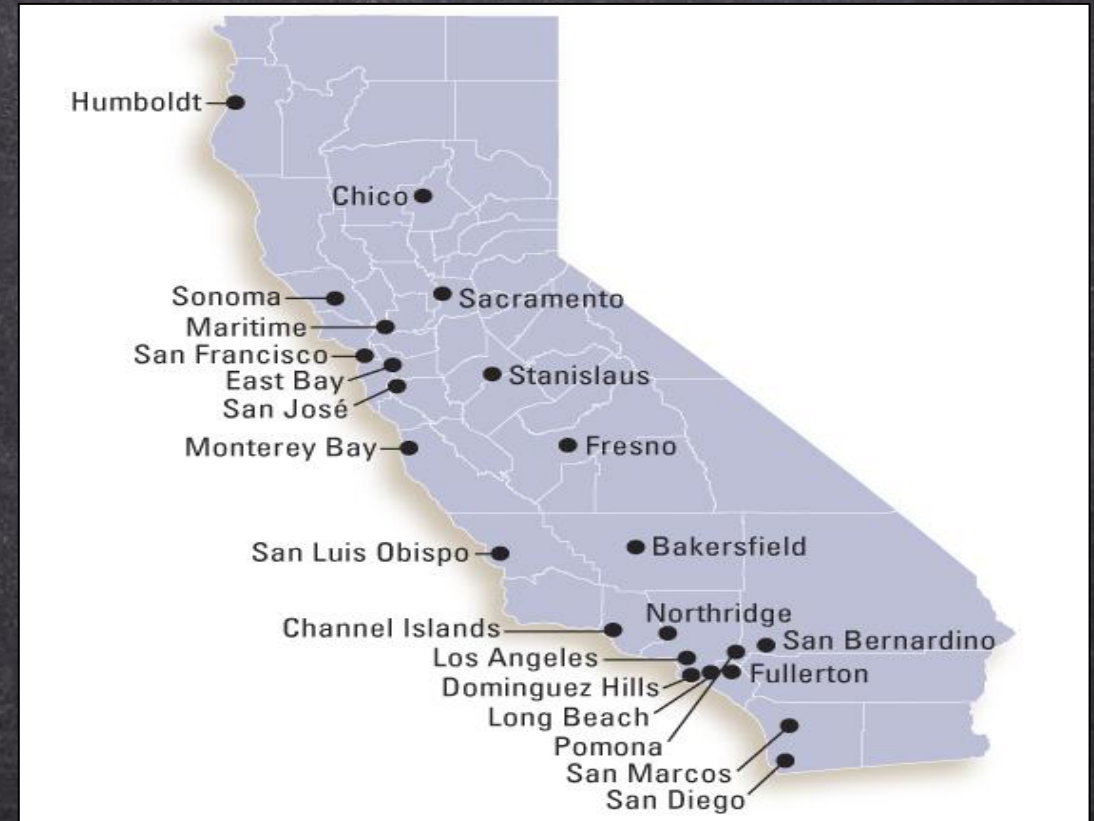 Humboldt
Chico
Sonoma
Sacramento
Maritime
San Francisco
East Bay
Stanislaus
San José
Monterey Bay
Fresno
San Luis Obispo
Bakersfield
Northridge
Channel Islands
San Bernardino
Los Angeles
Fullerton
Dominguez Hills
Long Beach
Pomona
San Marcos
San Diego